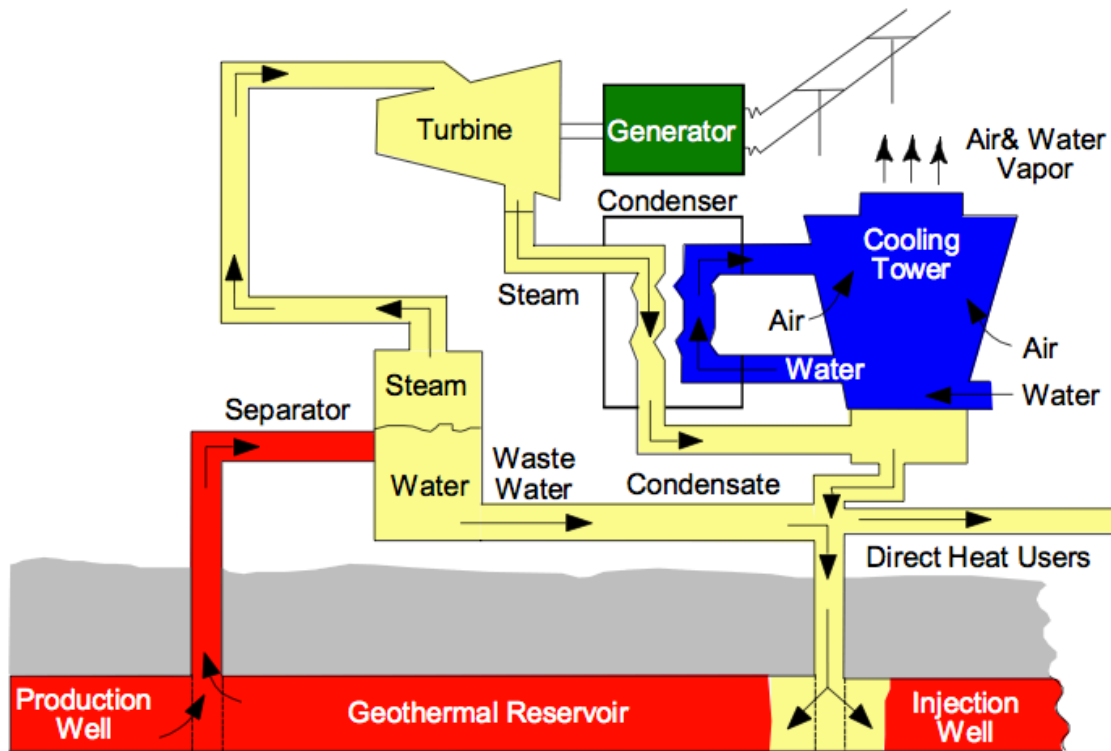 Turbine
Generator
Air& Water
Vapor
Condenser
Cooling
Tower
Steam
Air
Air
Water
Water
Steam
Separator
Water
Waste
Water
Condensate
Direct Heat Users
Production
Well
Geothermal Reservoir
Injection
Well